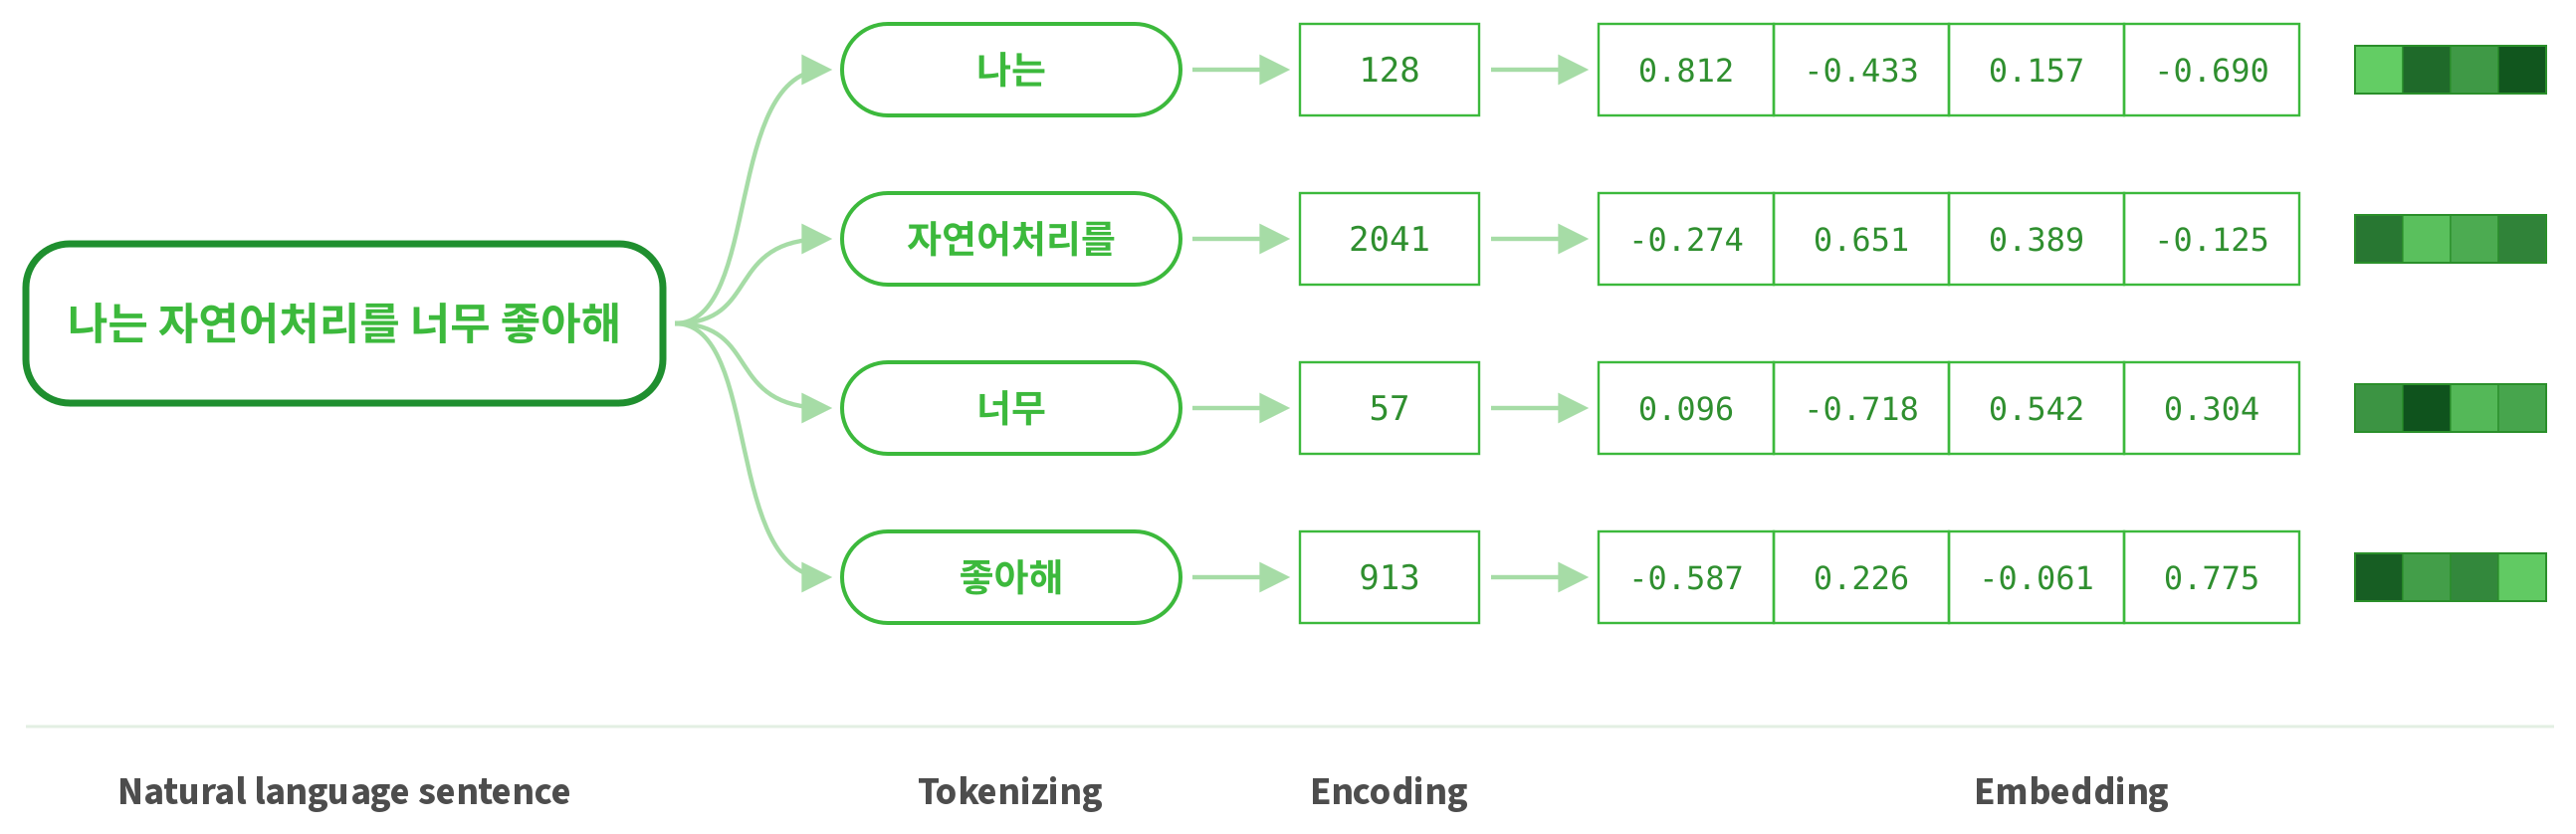 나는 자연어처리를 너무 좋아해
나는
128
0.812
-0.433
0.157
-0.690
자연어처리를
2041
-0.274
0.651
0.389
-0.125
너무
57
0.096
-0.718
0.542
0.304
좋아해
913
-0.587
0.226
-0.061
0.775
Natural language sentence
Tokenizing
Encoding
Embedding